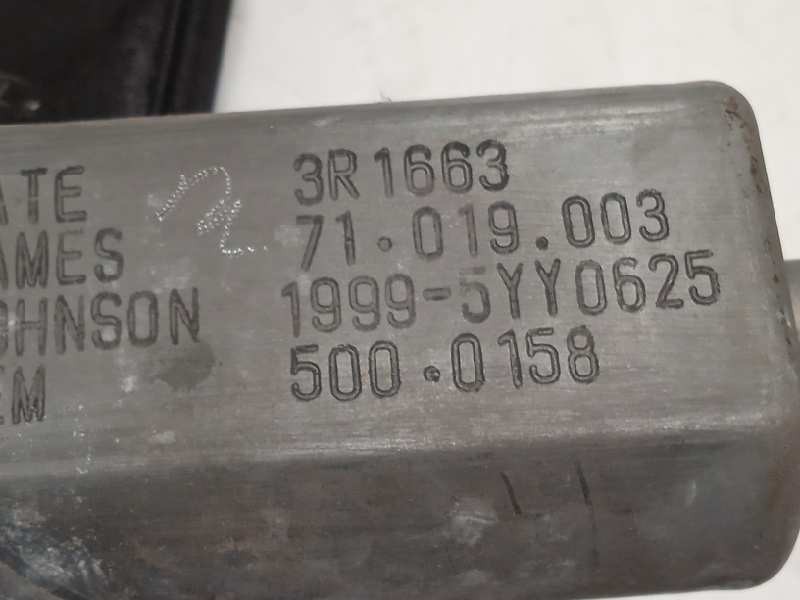 ATE 3R1663
AMES 71.019.003
OHNSON 1999-5YY0625
EM 500.0158